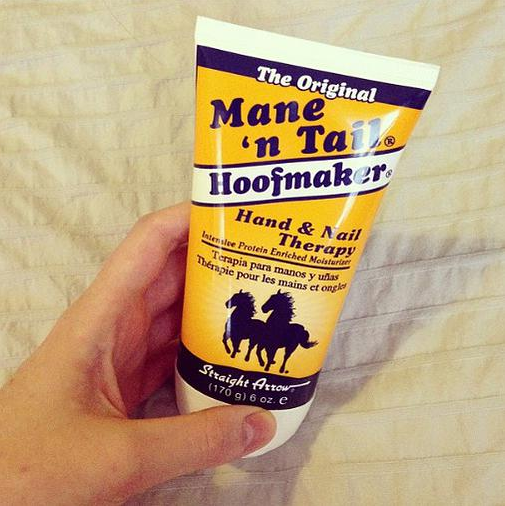 The Original
Mane
'n Tail®
Hoofmaker®
Hand & Nail
Therapy
Intensive Protein Enriched Moisturizer
Terapia para manos y uñas
Thérapie pour les mains et ongles
Straight Arrow
(170 g) 6 oz. e